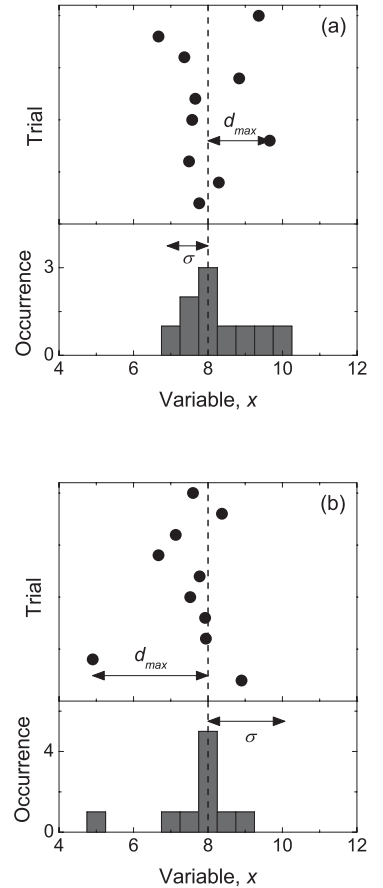 (a)
Trial
d_max
σ
Occurrence
3
0
4 6 8 10 12
Variable, x
(b)
Trial
d_max
σ
Occurrence
4
0
4 6 8 10 12
Variable, x